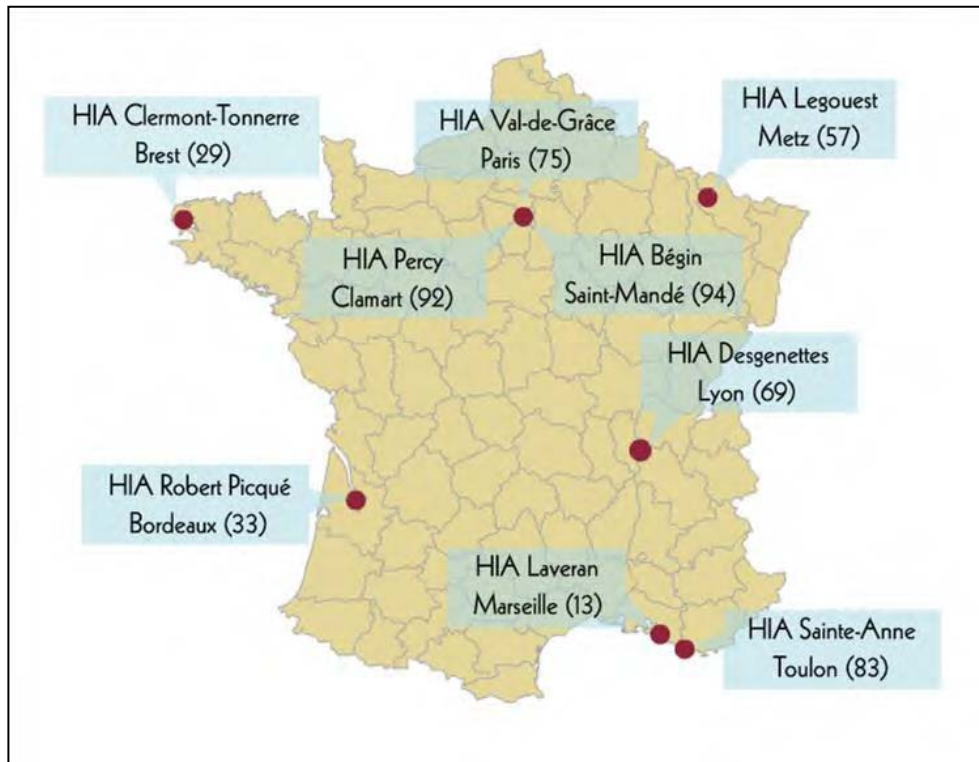 HIA Clermont-Tonnerre
Brest (29)
HIA Val-de-Grâce
Paris (75)
HIA Legouest
Metz (57)
HIA Percy
Clamart (92)
HIA Bégin
Saint-Mandé (94)
HIA Desgenettes
Lyon (69)
HIA Robert Picqué
Bordeaux (33)
HIA Laveran
Marseille (13)
HIA Sainte-Anne
Toulon (83)